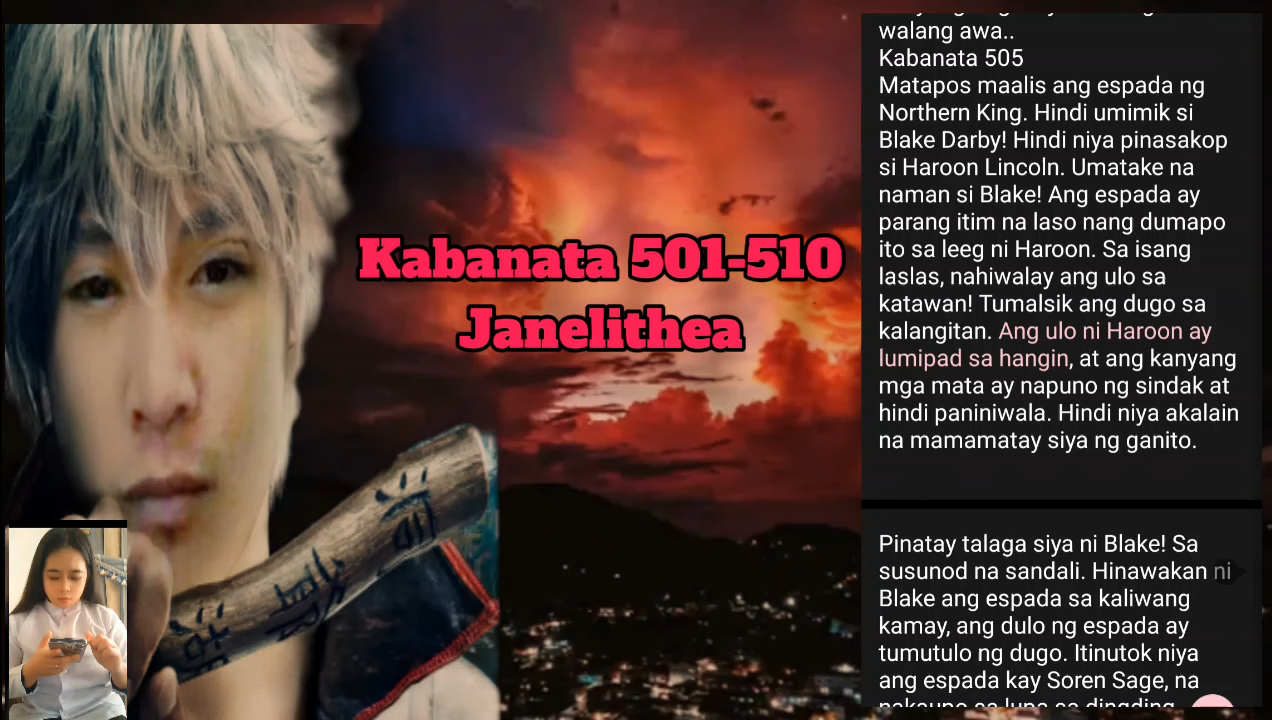 Kabanata 501-510
Janelithea
walang awa..
Kabanata 505
Matapos maalis ang espada ng
Northern King. Hindi umimik si
Blake Darby! Hindi niya pinasakop
si Haroon Lincoln. Umatake na
naman si Blake! Ang espada ay
parang itim na laso nang dumapo
ito sa leeg ni Haroon. Sa isang
laslas, nahiwalay ang ulo sa
katawan! Tumalsik ang dugo sa
kalangitan. Ang ulo ni Haroon ay
lumipad sa hangin, at ang kanyang
mga mata ay napuno ng sindak at
hindi paniniwala. Hindi niya akalain
na mamamatay siya ng ganito.
Pinatay talaga siya ni Blake! Sa
susunod na sandali. Hinawakan ni
Blake ang espada sa kaliwang
kamay, ang dulo ng espada ay
tumutulo ng dugo. Itinutok niya
ang espada kay Soren Sage, na